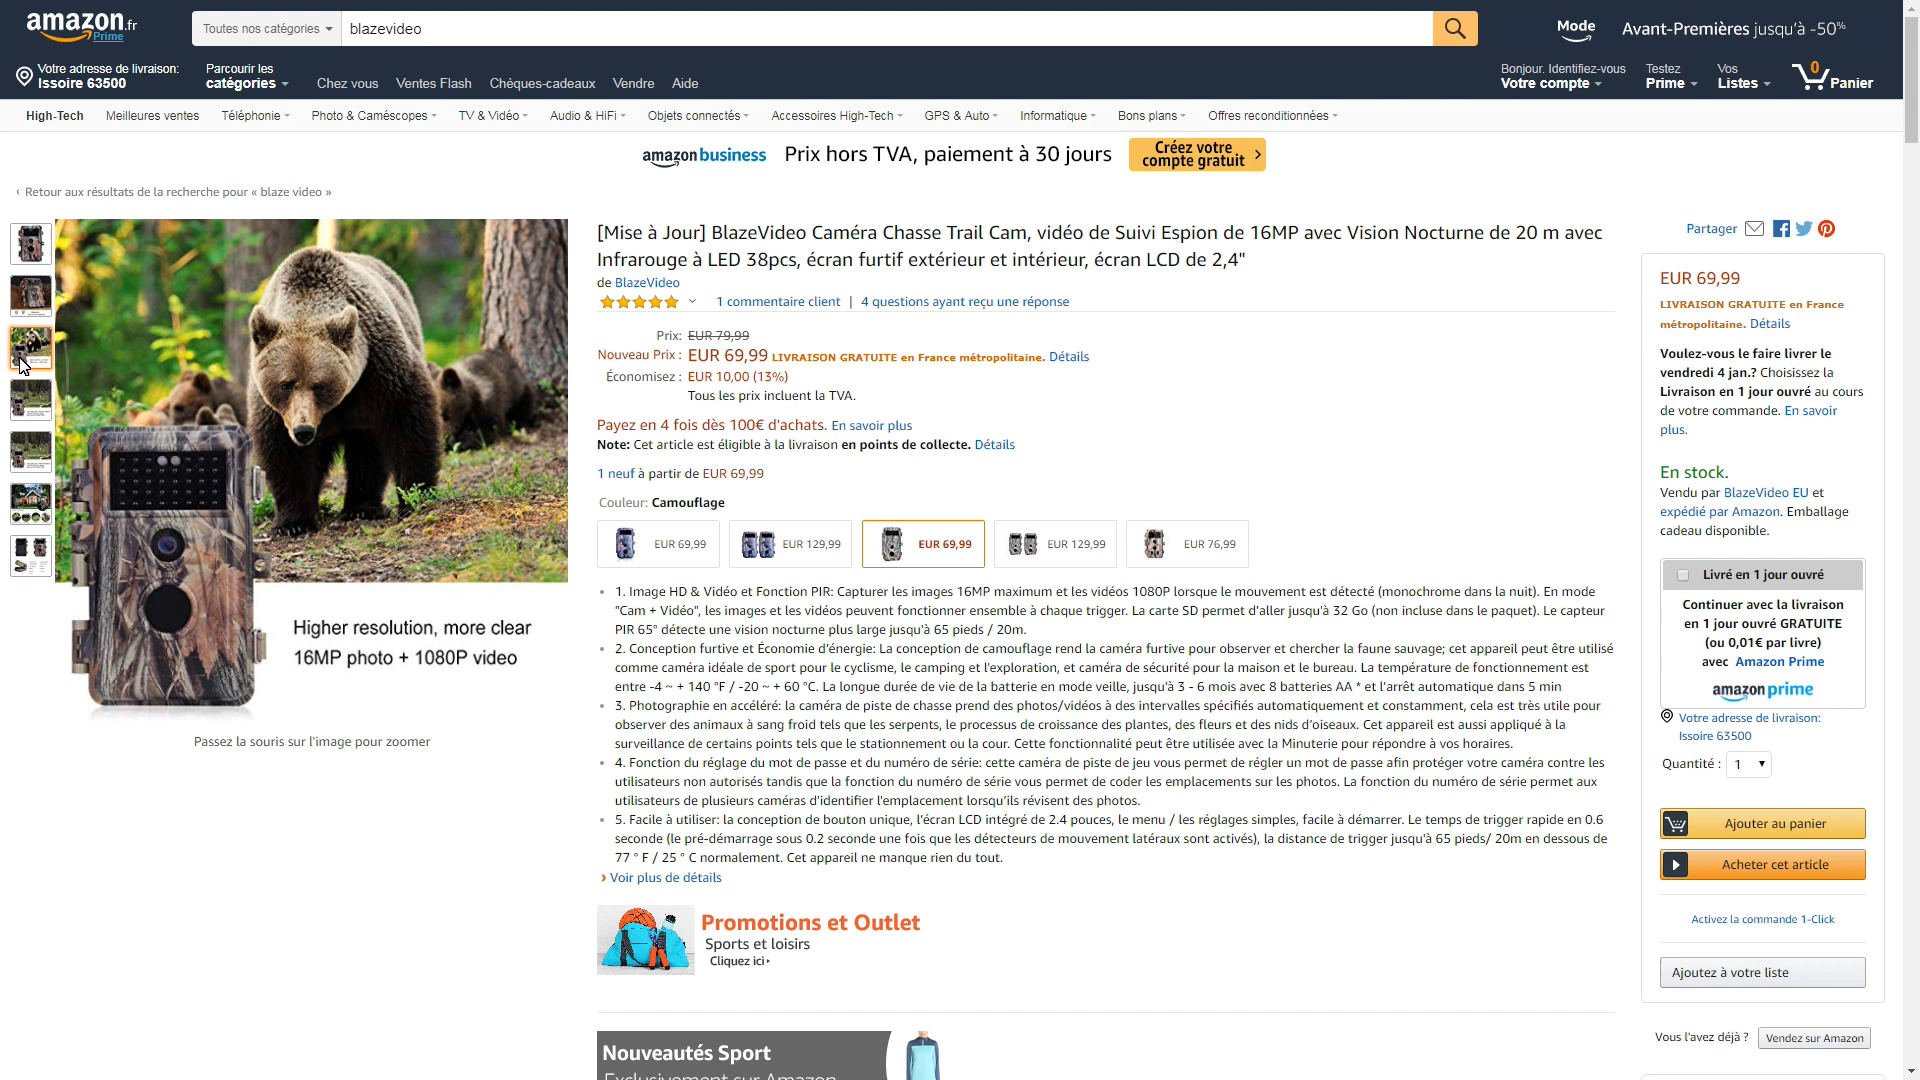 amazon.fr
Prime
Toutes nos catégories
blazevideo
Mode
Avant-Premières jusqu'à -50%
Votre adresse de livraison:
Issoire 63500
Parcourir les
catégories
Chez vous
Ventes Flash
Chèques-cadeaux
Vendre
Aide
Bonjour. Identifiez-vous
Votre compte
Testez
Prime
Vos
Listes
0
Panier
High-Tech
Meilleures ventes
Téléphonie
Photo & Caméscopes
TV & Vidéo
Audio & HiFi
Objets connectés
Accessoires High-Tech
GPS & Auto
Informatique
Bons plans
Offres reconditionnées
amazon business
Prix hors TVA, paiement à 30 jours
Créez votre
compte gratuit
‹ Retour aux résultats de la recherche pour « blaze video »
Higher resolution, more clear
16MP photo + 1080P video
Passez la souris sur l'image pour zoomer
[Mise à Jour] BlazeVideo Caméra Chasse Trail Cam, vidéo de Suivi Espion de 16MP avec Vision Nocturne de 20 m avec
Infrarouge à LED 38pcs, écran furtif extérieur et intérieur, écran LCD de 2,4"
de BlazeVideo
1 commentaire client | 4 questions ayant reçu une réponse
Prix: EUR 79,99
Nouveau Prix : EUR 69,99 LIVRAISON GRATUITE en France métropolitaine. Détails
Économisez : EUR 10,00 (13%)
Tous les prix incluent la TVA.
Payez en 4 fois dès 100€ d'achats. En savoir plus
Note: Cet article est éligible à la livraison en points de collecte. Détails
1 neuf à partir de EUR 69,99
Couleur: Camouflage
EUR 69,99
EUR 129,99
EUR 69,99
EUR 129,99
EUR 76,99
1. Image HD & Vidéo et Fonction PIR: Capturer les images 16MP maximum et les vidéos 1080P lorsque le mouvement est détecté (monochrome dans la nuit). En mode
"Cam + Vidéo", les images et les vidéos peuvent fonctionner ensemble à chaque trigger. La carte SD permet d'aller jusqu'à 32 Go (non incluse dans le paquet). Le capteur
PIR 65° détecte une vision nocturne plus large jusqu'à 65 pieds / 20m.
2. Conception furtive et Économie d'énergie: La conception de camouflage rend la caméra furtive pour observer et chercher la faune sauvage; cet appareil peut être utilisé
comme caméra idéale de sport pour le cyclisme, le camping et l'exploration, et caméra de sécurité pour la maison et le bureau. La température de fonctionnement est
entre -4 ~ + 140 °F / -20 ~ + 60 °C. La longue durée de vie de la batterie en mode veille, jusqu'à 3 - 6 mois avec 8 batteries AA * et l'arrêt automatique dans 5 min
3. Photographie en accéléré: la caméra de piste de chasse prend des photos/vidéos à des intervalles spécifiés automatiquement et constamment, cela est très utile pour
observer des animaux à sang froid tels que les serpents, le processus de croissance des plantes, des fleurs et des nids d'oiseaux. Cet appareil est aussi appliqué à la
surveillance de certains points tels que le stationnement ou la cour. Cette fonctionnalité peut être utilisée avec la Minuterie pour répondre à vos horaires.
4. Fonction du réglage du mot de passe et du numéro de série: cette caméra de piste de jeu vous permet de régler un mot de passe afin protéger votre caméra contre les
utilisateurs non autorisés tandis que la fonction du numéro de série vous permet de coder les emplacements sur les photos. La fonction du numéro de série permet aux
utilisateurs de plusieurs caméras d'identifier l'emplacement lorsqu'ils révisent des photos.
5. Facile à utiliser: la conception de bouton unique, l'écran LCD intégré de 2.4 pouces, le menu / les réglages simples, facile à démarrer. Le temps de trigger rapide en 0.6
seconde (le pré-démarrage sous 0.2 seconde une fois que les détecteurs de mouvement latéraux sont activés), la distance de trigger jusqu'à 65 pieds/ 20m en dessous de
77 ° F / 25 ° C normalement. Cet appareil ne manque rien du tout.
› Voir plus de détails
Promotions et Outlet
Sports et loisirs
Cliquez ici
Nouveautés Sport
Exclusivement sur Amazon
Partager
EUR 69,99
LIVRAISON GRATUITE en France
métropolitaine. Détails
Voulez-vous le faire livrer le
vendredi 4 jan.? Choisissez la
Livraison en 1 jour ouvré au cours
de votre commande. En savoir
plus.
En stock.
Vendu par BlazeVideo EU et
expédié par Amazon. Emballage
cadeau disponible.
Livré en 1 jour ouvré
Continuer avec la livraison
en 1 jour ouvré GRATUITE
(ou 0,01€ par livre)
avec Amazon Prime
amazon prime
Votre adresse de livraison:
Issoire 63500
Quantité : 1
Ajouter au panier
Acheter cet article
Activez la commande 1-Click
Ajoutez à votre liste
Vous l'avez déjà ? Vendez sur Amazon